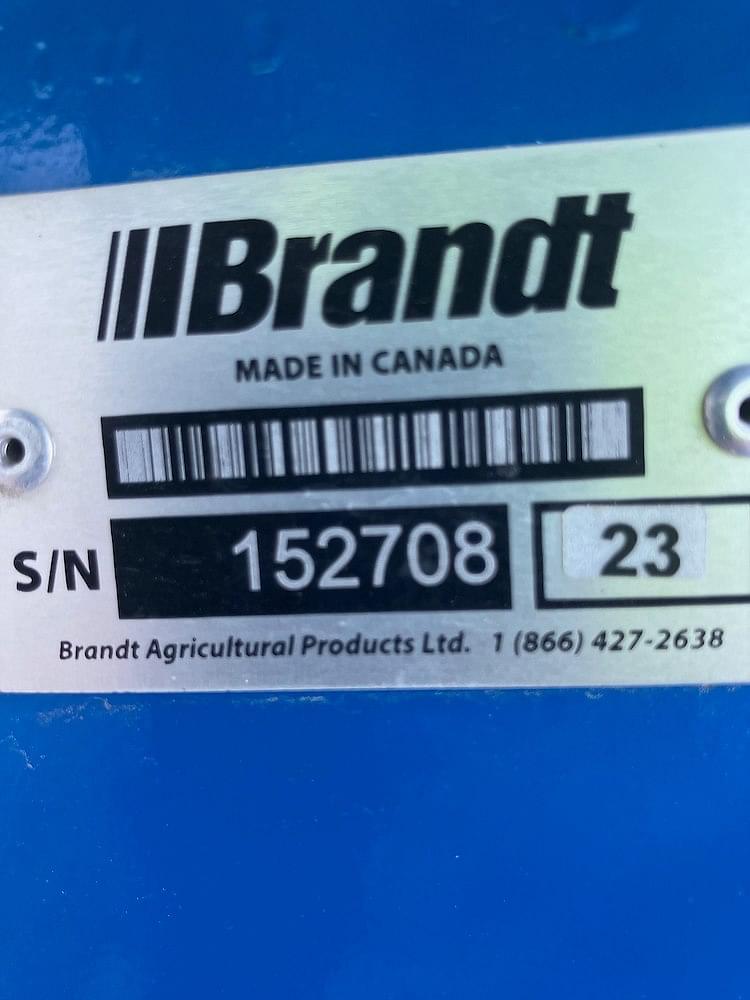 Brandt
MADE IN CANADA
S/N 152708 23
Brandt Agricultural Products Ltd. 1 (866) 427-2638